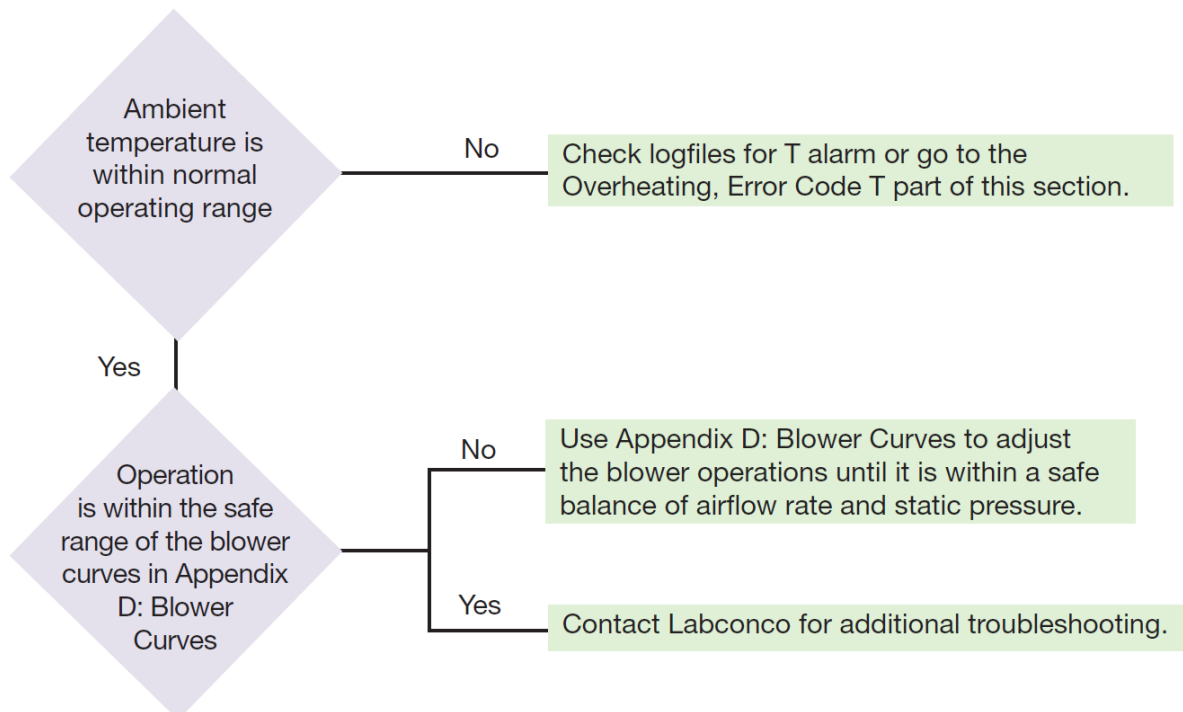 Ambient
temperature is
within normal
operating range
No
Check logfiles for T alarm or go to the
Overheating, Error Code T part of this section.
Yes
Operation
is within the safe
range of the blower
curves in Appendix
D: Blower
Curves
No
Use Appendix D: Blower Curves to adjust
the blower operations until it is within a safe
balance of airflow rate and static pressure.
Yes
Contact Labconco for additional troubleshooting.